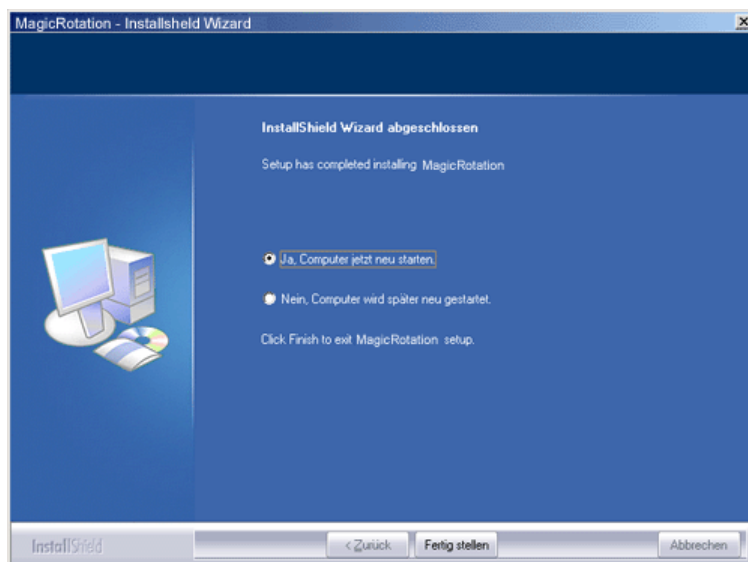 MagicRotation - Installsheld Wizard
InstallShield Wizard abgeschlossen
Setup has completed installing MagicRotation
Ja, Computer jetzt neu starten.
Nein, Computer wird später neu gestartet.
Click Finish to exit MagicRotation setup.
InstallShield
< Zurück
Fertig stellen
Abbrechen